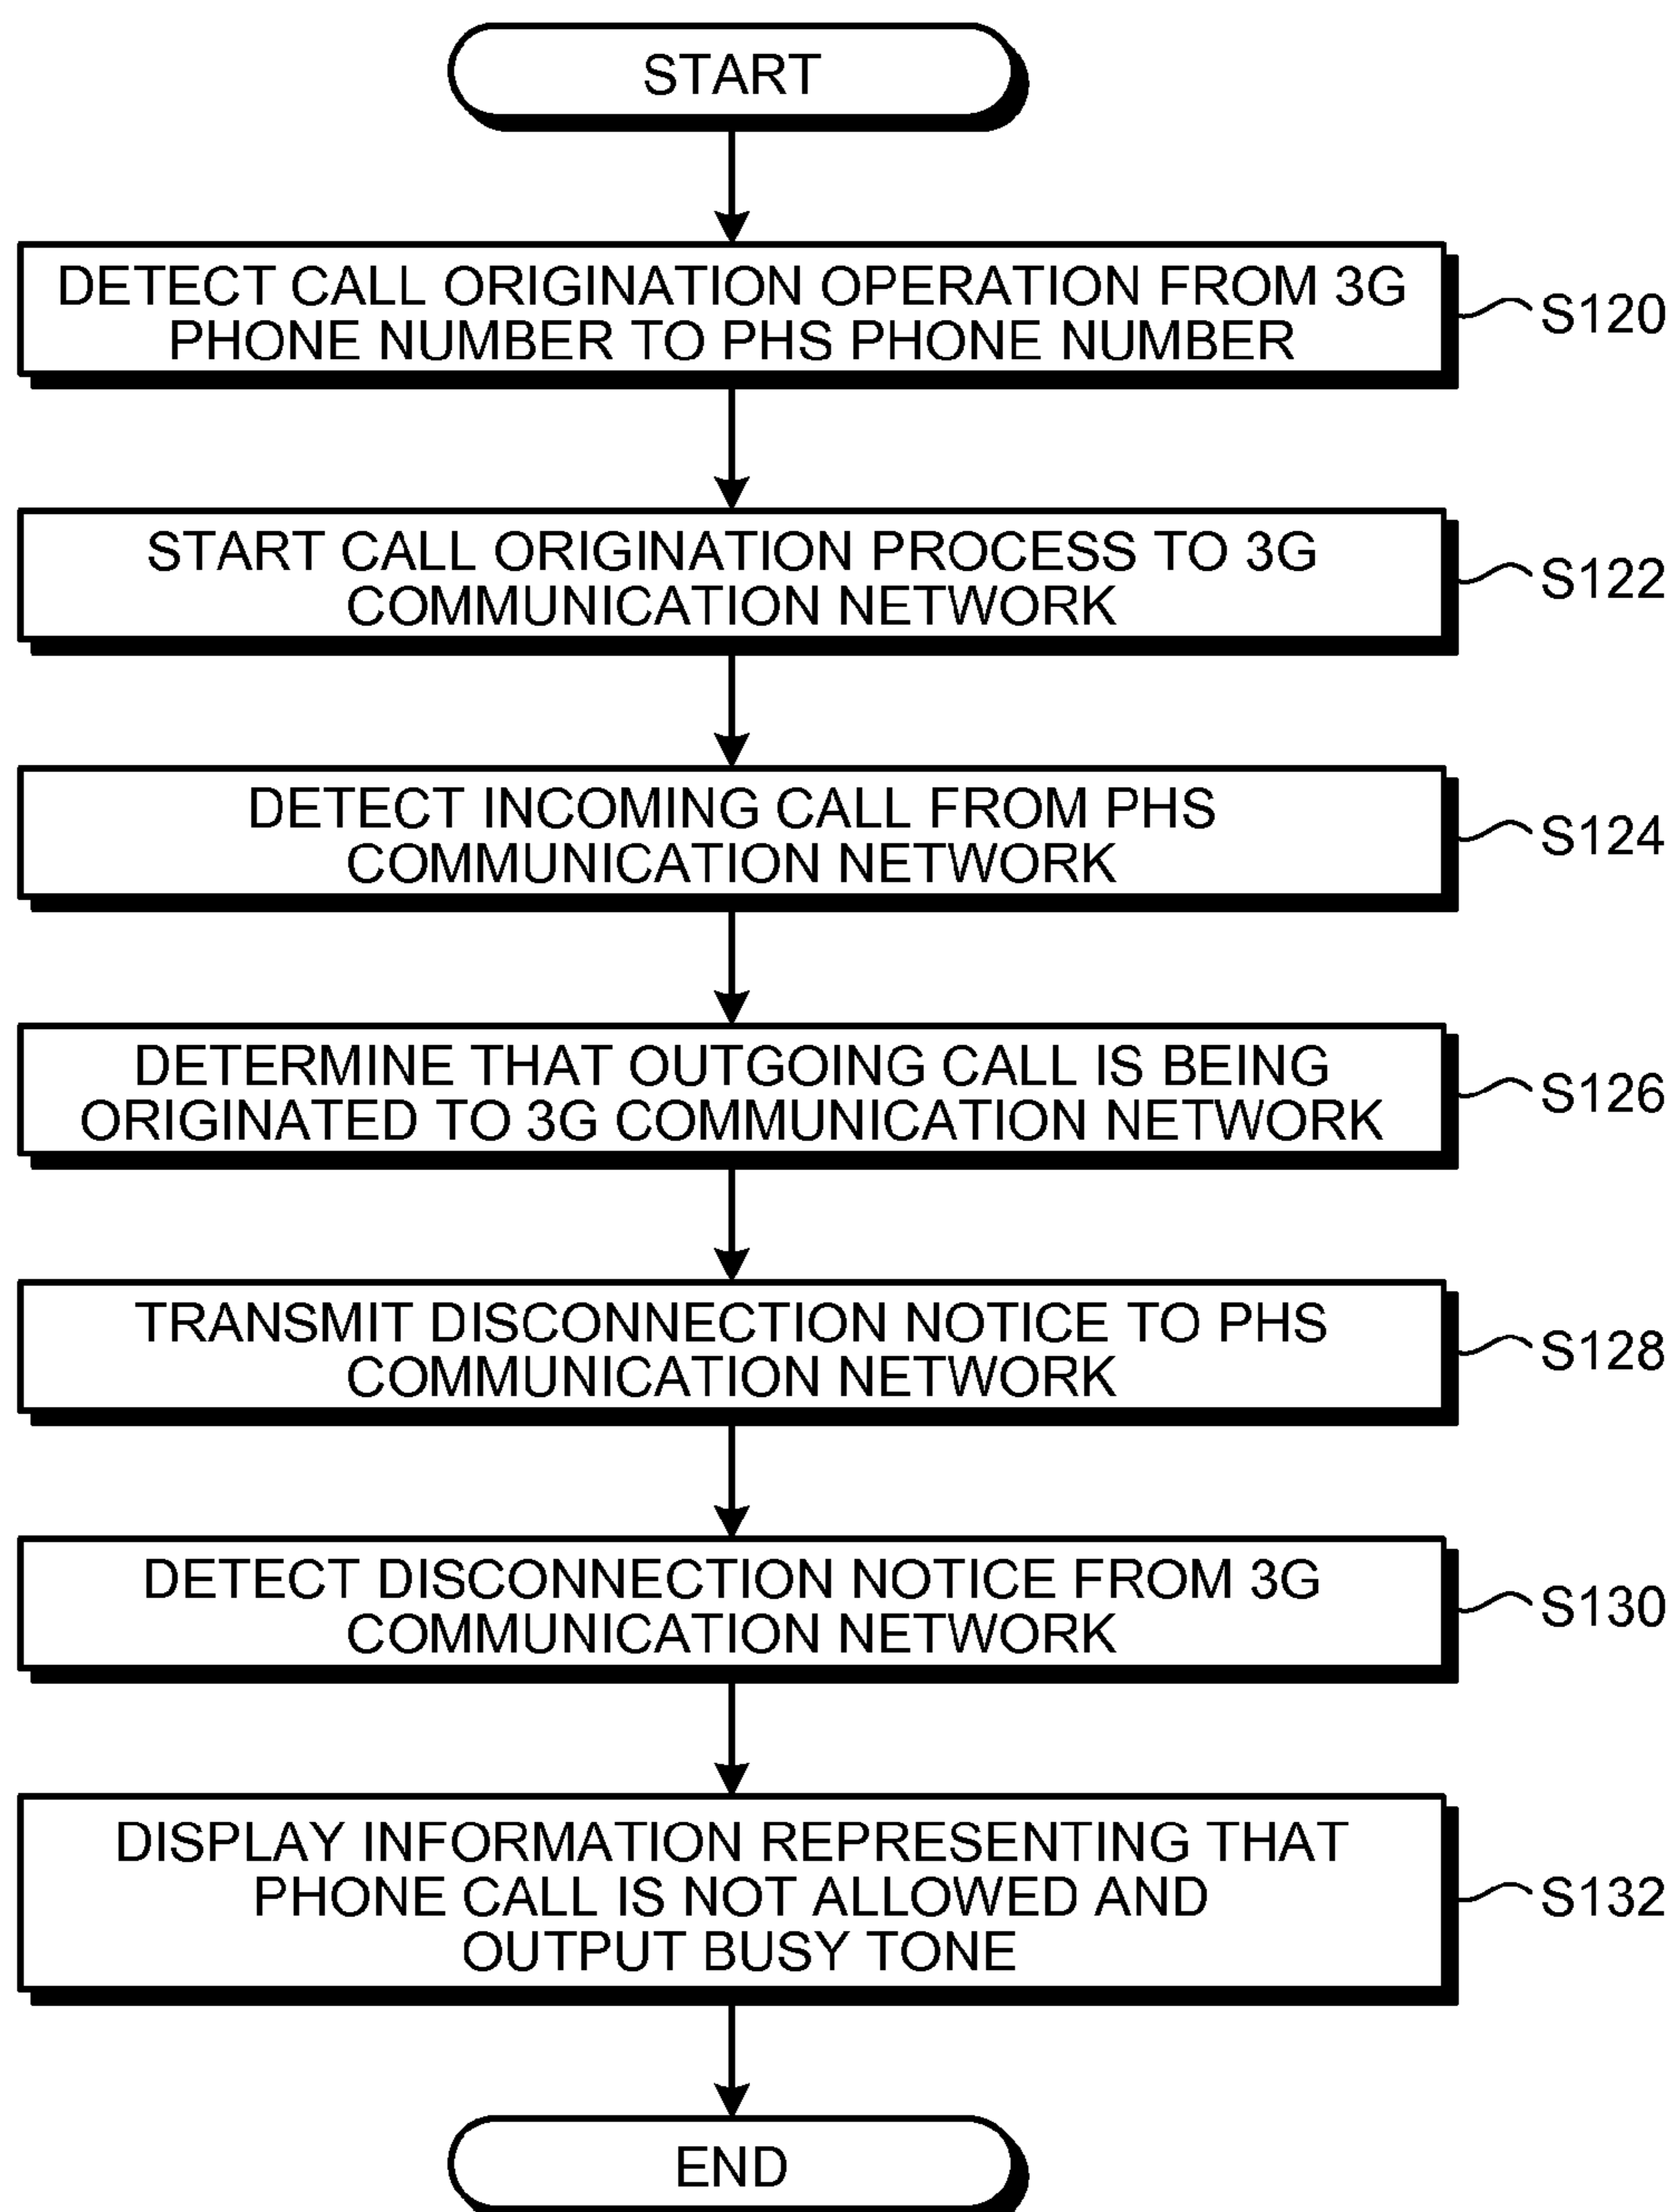 START
DETECT CALL ORIGINATION OPERATION FROM 3G
PHONE NUMBER TO PHS PHONE NUMBER
S120
START CALL ORIGINATION PROCESS TO 3G
COMMUNICATION NETWORK
S122
DETECT INCOMING CALL FROM PHS
COMMUNICATION NETWORK
S124
DETERMINE THAT OUTGOING CALL IS BEING
ORIGINATED TO 3G COMMUNICATION NETWORK
S126
TRANSMIT DISCONNECTION NOTICE TO PHS
COMMUNICATION NETWORK
S128
DETECT DISCONNECTION NOTICE FROM 3G
COMMUNICATION NETWORK
S130
DISPLAY INFORMATION REPRESENTING THAT
PHONE CALL IS NOT ALLOWED AND
OUTPUT BUSY TONE
S132
END